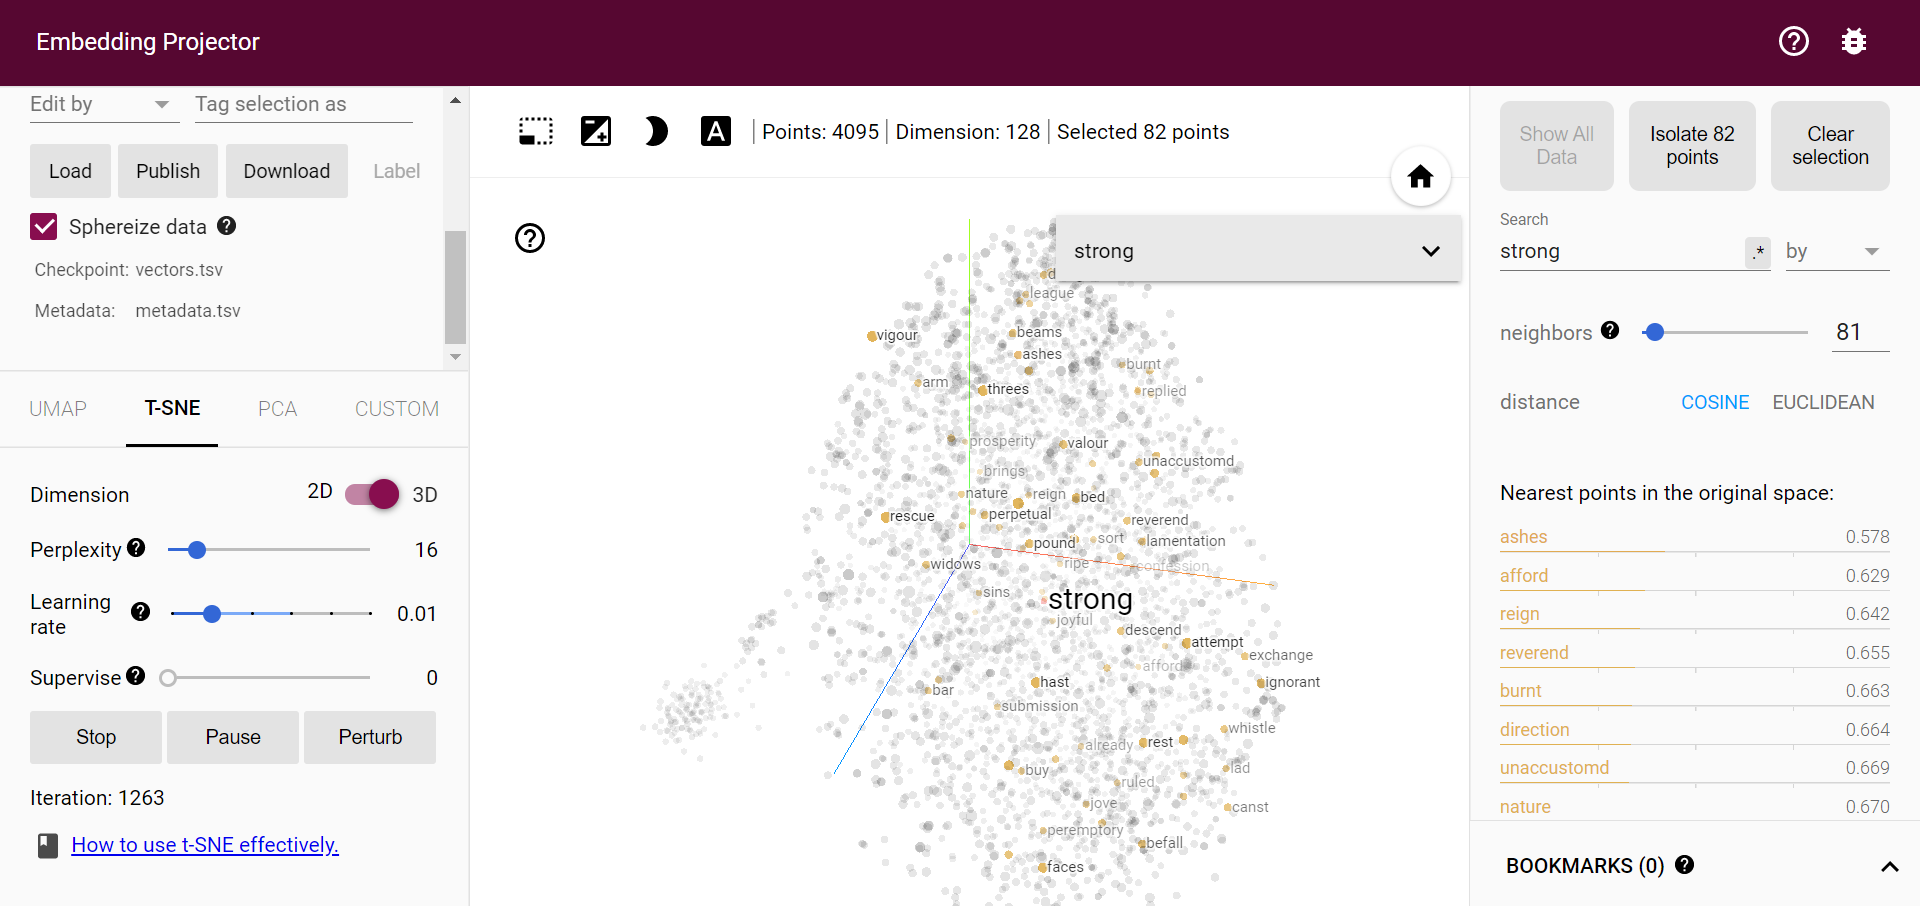 Embedding Projector
Edit by
Tag selection as
Load
Publish
Download
Label
Sphereize data
Checkpoint: vectors.tsv
Metadata: metadata.tsv
UMAP
T-SNE
PCA
CUSTOM
Dimension
2D
3D
Perplexity
16
Learning rate
0.01
Supervise
0
Stop
Pause
Perturb
Iteration: 1263
How to use t-SNE effectively.
A
Points: 4095
Dimension: 128
Selected 82 points
strong
league
vigour
beams
ashes
burnt
arm
threes
replied
prosperity
valour
unaccustomd
brings
nature
reign
bed
perpetual
rescue
reverend
pound
sort
lamentation
widows
ripe
confession
sins
strong
joyful
descend
attempt
exchange
afford
hast
ignorant
bar
submission
whistle
already
rest
buy
lad
ruled
jove
canst
peremptory
befall
faces
Show All Data
Isolate 82 points
Clear selection
Search
strong
.*
by
neighbors
81
distance
COSINE
EUCLIDEAN
Nearest points in the original space:
ashes 0.578
afford 0.629
reign 0.642
reverend 0.655
burnt 0.663
direction 0.664
unaccustomd 0.669
nature 0.670
BOOKMARKS (0)